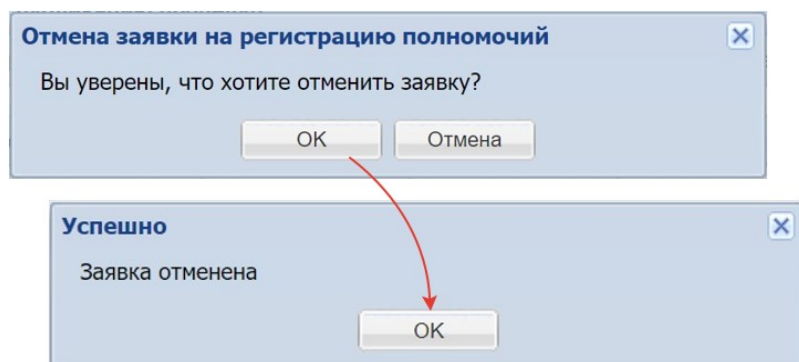 Отмена заявки на регистрацию полномочий
Вы уверены, что хотите отменить заявку?
OK
Отмена
Успешно
Заявка отменена
OK